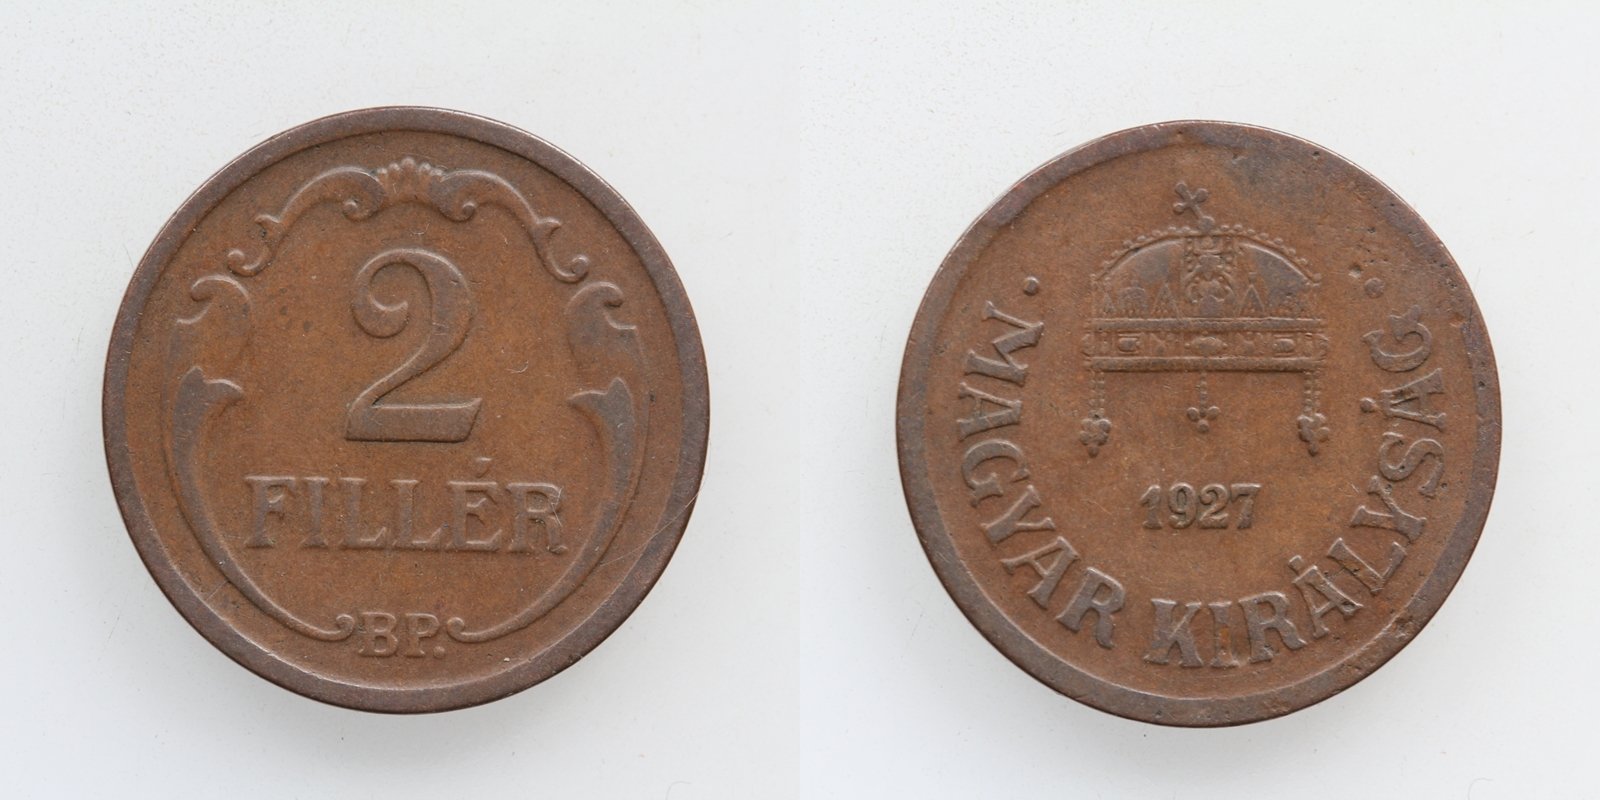 2
FILLÉR
BP.
1927
• MAGYAR KIRÁLYSÁG •